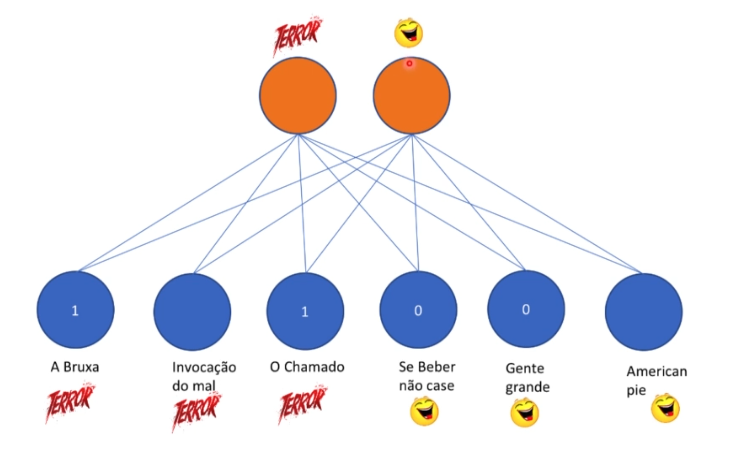 TERROR
1
1
0
0
A Bruxa
Invocação
do mal
O Chamado
Se Beber
não case
Gente
grande
American
pie
TERROR
TERROR
TERROR